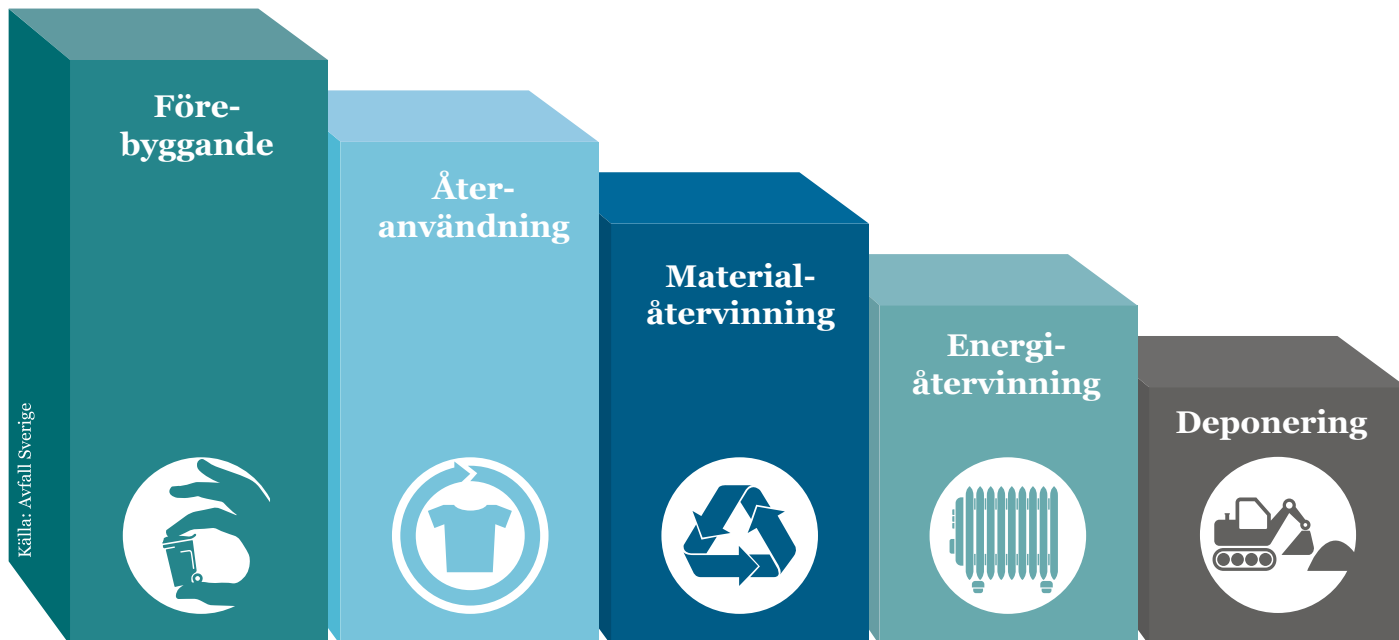 Före-
byggande
Åter-
användning
Material-
återvinning
Energi-
återvinning
Deponering
Källa: Avfall Sverige